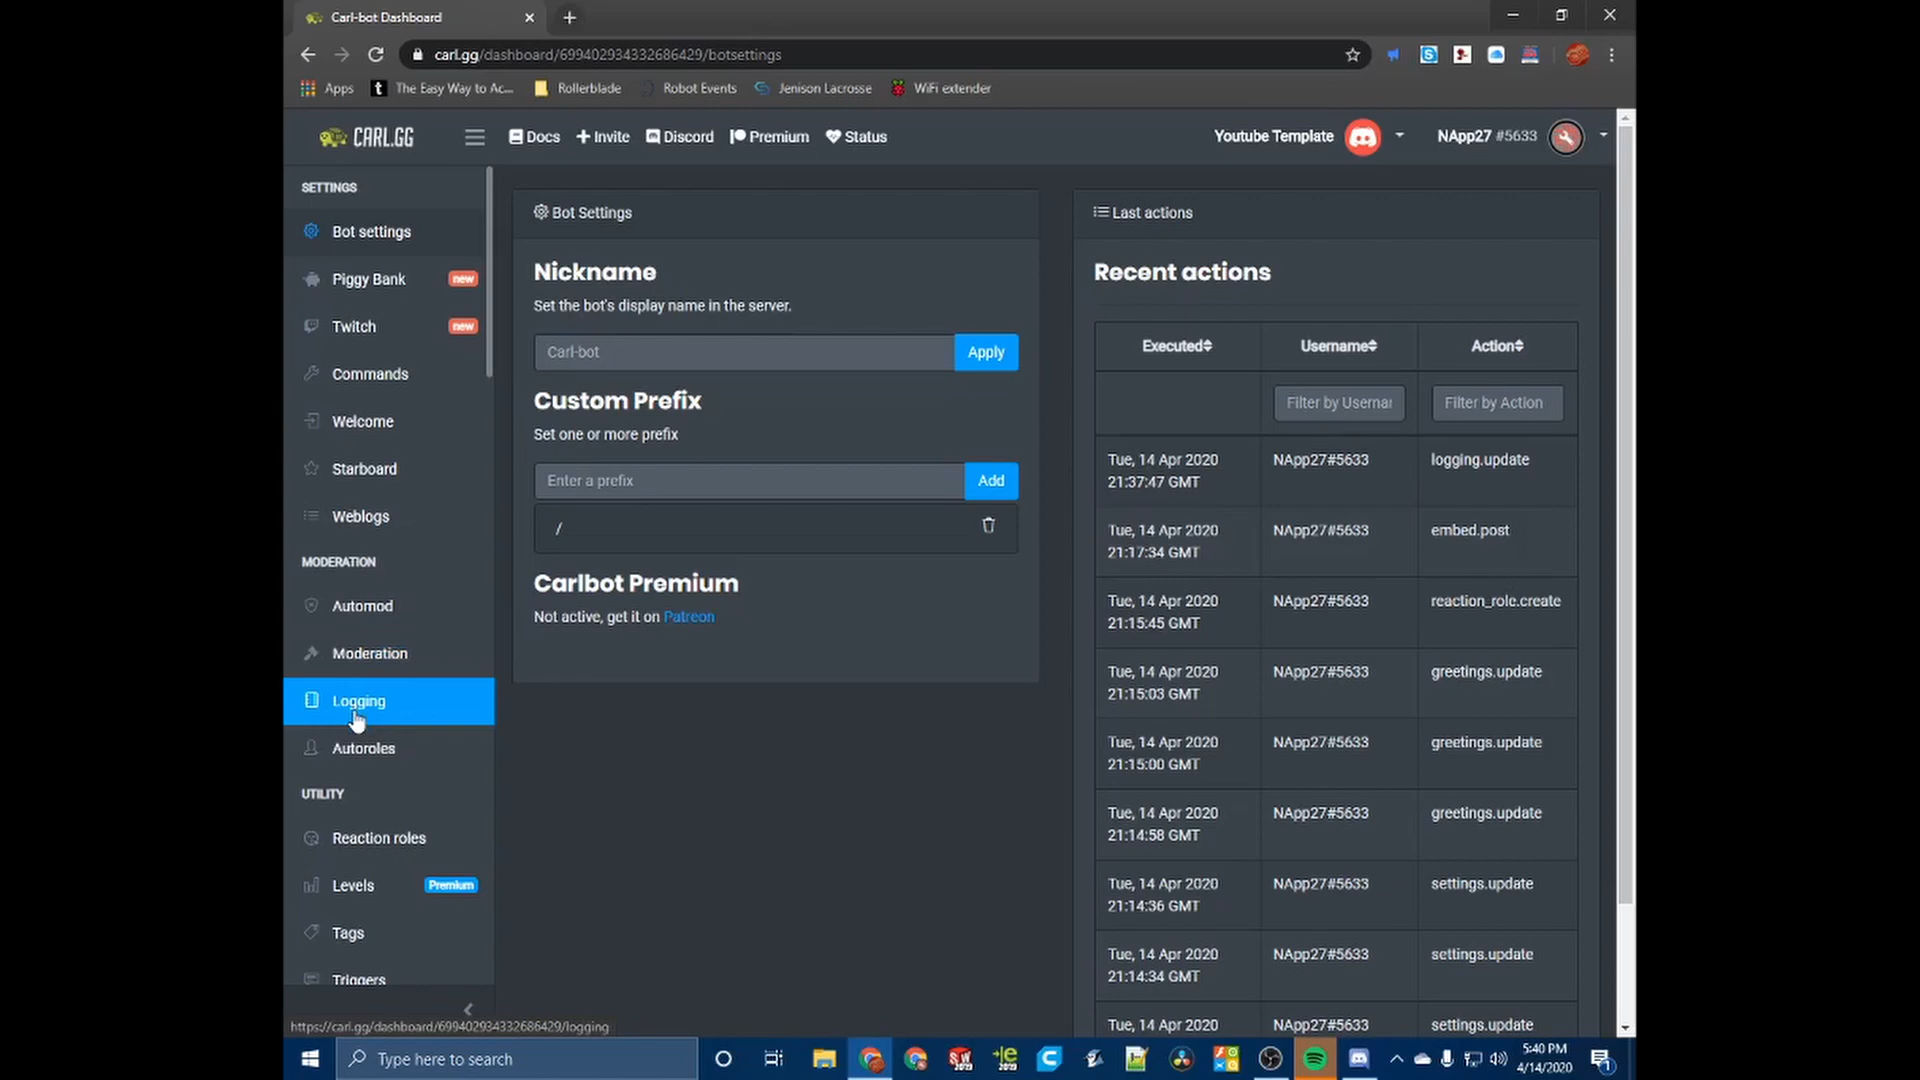 Carl-bot Dashboard
carl.gg/dashboard/699402934332686429/botsettings
Apps
The Easy Way to Ac...
Rollerblade
Robot Events
Jenison Lacrosse
WiFi extender
CARL.GG
Docs
Invite
Discord
Premium
Status
Youtube Template
NApp27 #5633
SETTINGS
Bot settings
Piggy Bank new
Twitch new
Commands
Welcome
Starboard
Weblogs
MODERATION
Automod
Moderation
Logging
Autoroles
UTILITY
Reaction roles
Levels Premium
Tags
Triggers
https://carl.gg/dashboard/699402934332686429/logging
Bot Settings
Nickname
Set the bot's display name in the server.
Carl-bot
Apply
Custom Prefix
Set one or more prefix
Enter a prefix
Add
/
Carlbot Premium
Not active, get it on Patreon
Last actions
Recent actions
Executed Username Action
Filter by Usernar Filter by Action
Tue, 14 Apr 2020
21:37:47 GMT
NApp27#5633
logging.update
Tue, 14 Apr 2020
21:17:34 GMT
NApp27#5633
embed.post
Tue, 14 Apr 2020
21:15:45 GMT
NApp27#5633
reaction_role.create
Tue, 14 Apr 2020
21:15:03 GMT
NApp27#5633
greetings.update
Tue, 14 Apr 2020
21:15:00 GMT
NApp27#5633
greetings.update
Tue, 14 Apr 2020
21:14:58 GMT
NApp27#5633
greetings.update
Tue, 14 Apr 2020
21:14:36 GMT
NApp27#5633
settings.update
Tue, 14 Apr 2020
21:14:34 GMT
NApp27#5633
settings.update
Tue, 14 Apr 2020
NApp27#5633
settings.update
Type here to search
5:40 PM
4/14/2020